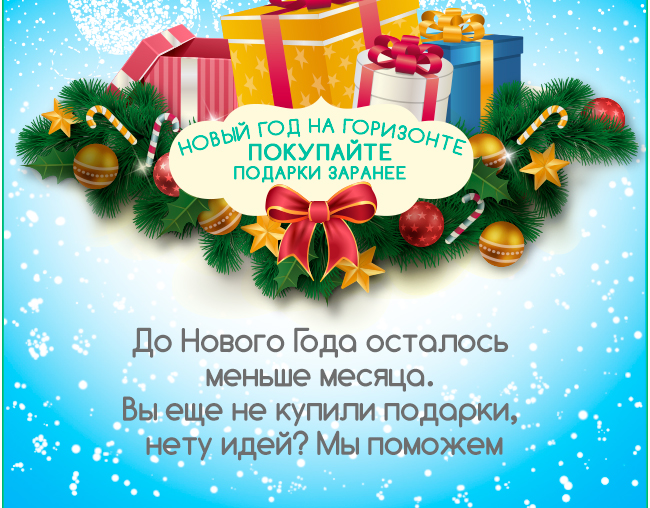 НОВЫЙ ГОД НА ГОРИЗОНТЕ
ПОКУПАЙТЕ
ПОДАРКИ ЗАРАНЕЕ
До Нового Года осталось
меньше месяца.
Вы еще не купили подарки,
нету идей? Мы поможем